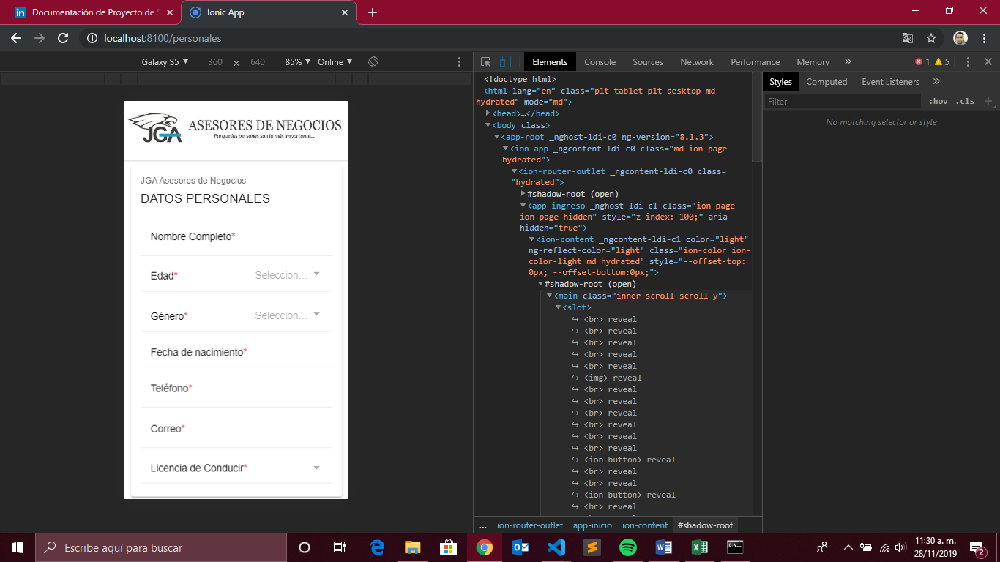 Documentación de Proyecto de S
Ionic App
localhost:8100/personales
Galaxy S5
360
×
640
85%
Online
Elements
Console
Sources
Network
Performance
Memory
1
5
JGA
ASESORES DE NEGOCIOS
Porque las personas son lo más importante...
JGA Asesores de Negocios
DATOS PERSONALES
Nombre Completo*
Edad*
Seleccion...
Género*
Seleccion...
Fecha de nacimiento*
Teléfono*
Correo*
Licencia de Conducir*
<!doctype html>
<html lang="en" class="plt-tablet plt-desktop md
hydrated" mode="md">
<head>…</head>
<body class>
<app-root _nghost-ldi-c0 ng-version="8.1.3">
<ion-app _ngcontent-ldi-c0 class="md ion-page
hydrated">
<ion-router-outlet _ngcontent-ldi-c0 class=
"hydrated">
#shadow-root (open)
<app-ingreso _nghost-ldi-c1 class="ion-page
ion-page-hidden" style="z-index: 100;" aria-
hidden="true">
<ion-content _ngcontent-ldi-c1 color="light"
ng-reflect-color="light" class="ion-color ion-
color-light md hydrated" style="--offset-top:
0px; --offset-bottom:0px;">
#shadow-root (open)
<main class="inner-scroll scroll-y">
<slot>
↪ <br> reveal
↪ <br> reveal
↪ <br> reveal
↪ <br> reveal
↪ <br> reveal
↪ <img> reveal
↪ <br> reveal
↪ <br> reveal
↪ <br> reveal
↪ <br> reveal
↪ <br> reveal
↪ <br> reveal
↪ <ion-button> reveal
↪ <br> reveal
↪ <br> reveal
↪ <ion-button> reveal
↪ <br> reveal
... ion-router-outlet app-inicio ion-content #shadow-root
Styles
Computed
Event Listeners
Filter
:hov .cls
No matching selector or style
Escribe aquí para buscar
11:30 a. m.
28/11/2019
2